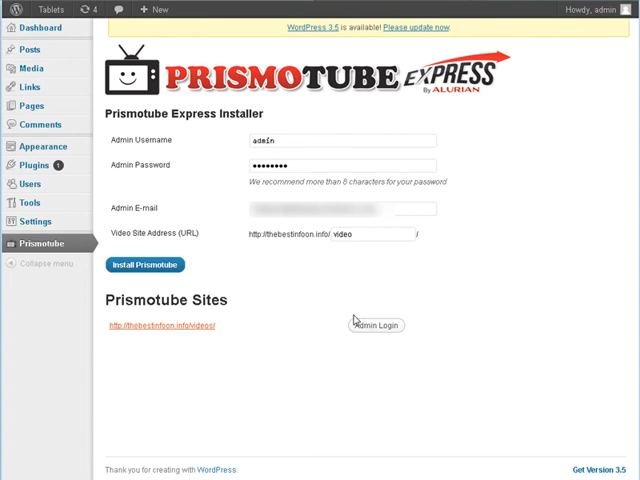 Tablets 4 + New Howdy, admin
WordPress 3.5 is available! Please update now.
Dashboard
Posts
Media
Links
Pages
Comments
Appearance
Plugins 1
Users
Tools
Settings
Prismotube
Collapse menu
PRISMOTUBE EXPRESS
By ALURIAN
Prismotube Express Installer
Admin Username admin
Admin Password ••••••••
We recommend more than 8 characters for your password
Admin E-mail
Video Site Address (URL) http://thebestinfoon.info/ video /
Install Prismotube
Prismotube Sites
http://thebestinfoon.info/videos/ Admin Login
Thank you for creating with WordPress. Get Version 3.5